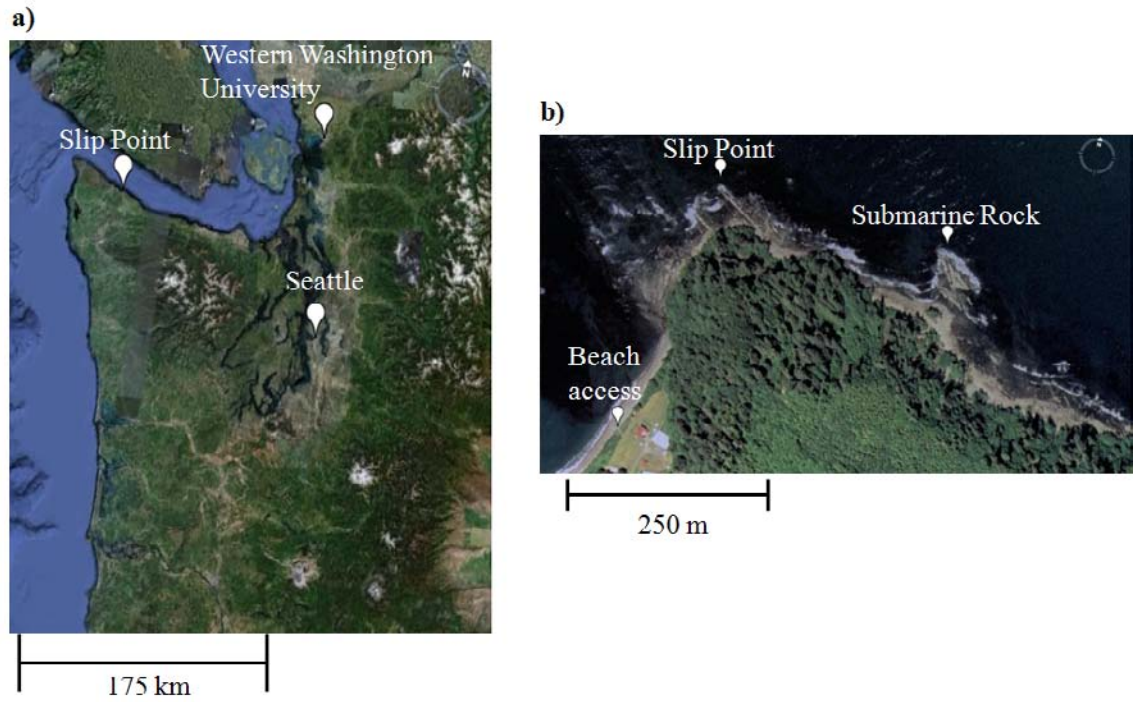 a)
Western Washington
University
N
Slip Point
Seattle
175 km
b)
Slip Point
Submarine Rock
Beach
access
250 m